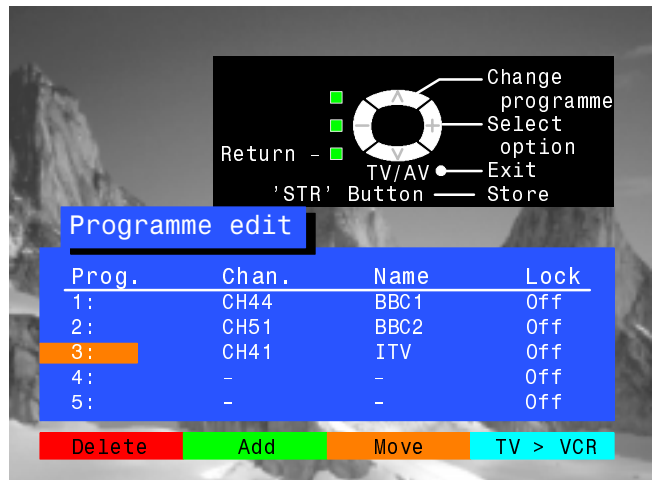 Change
programme
Select
option
Return –
TV/AV Exit
'STR' Button Store
Programme edit
Prog. Chan. Name Lock
1: CH44 BBC1 Off
2: CH51 BBC2 Off
3: CH41 ITV Off
4: – – Off
5: – – Off
Delete Add Move TV > VCR